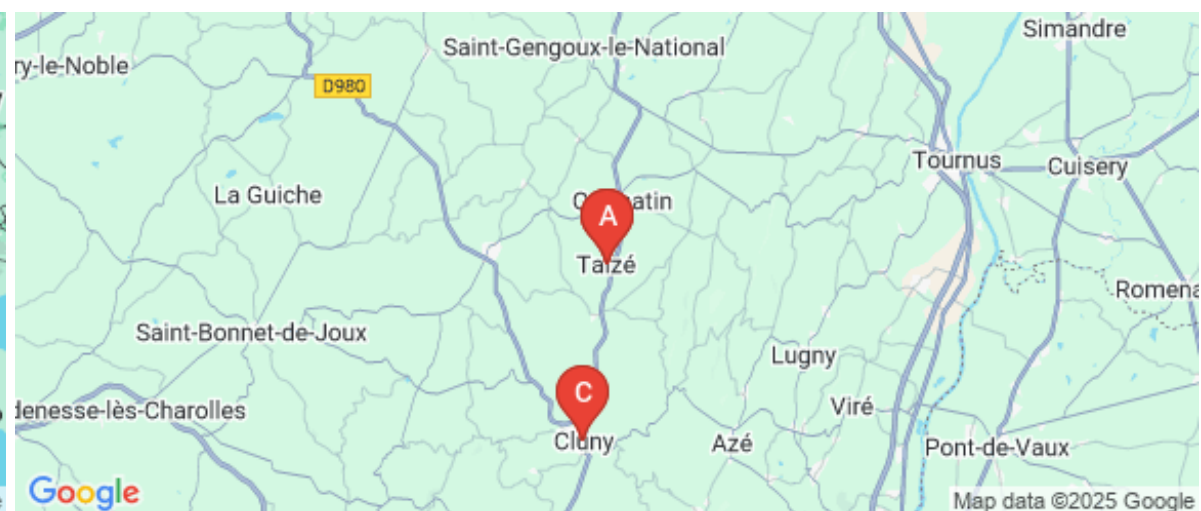 Simandre
Saint-Gengoux-le-National
ry-le-Noble
D980
Tournus
Cuisery
La Guiche
A
Taizé
Romena
Saint-Bonnet-de-Joux
Lugny
C
denesse-lès-Charolles
Viré
Cluny
Azé
Pont-de-Vaux
Google
Map data ©2025 Google